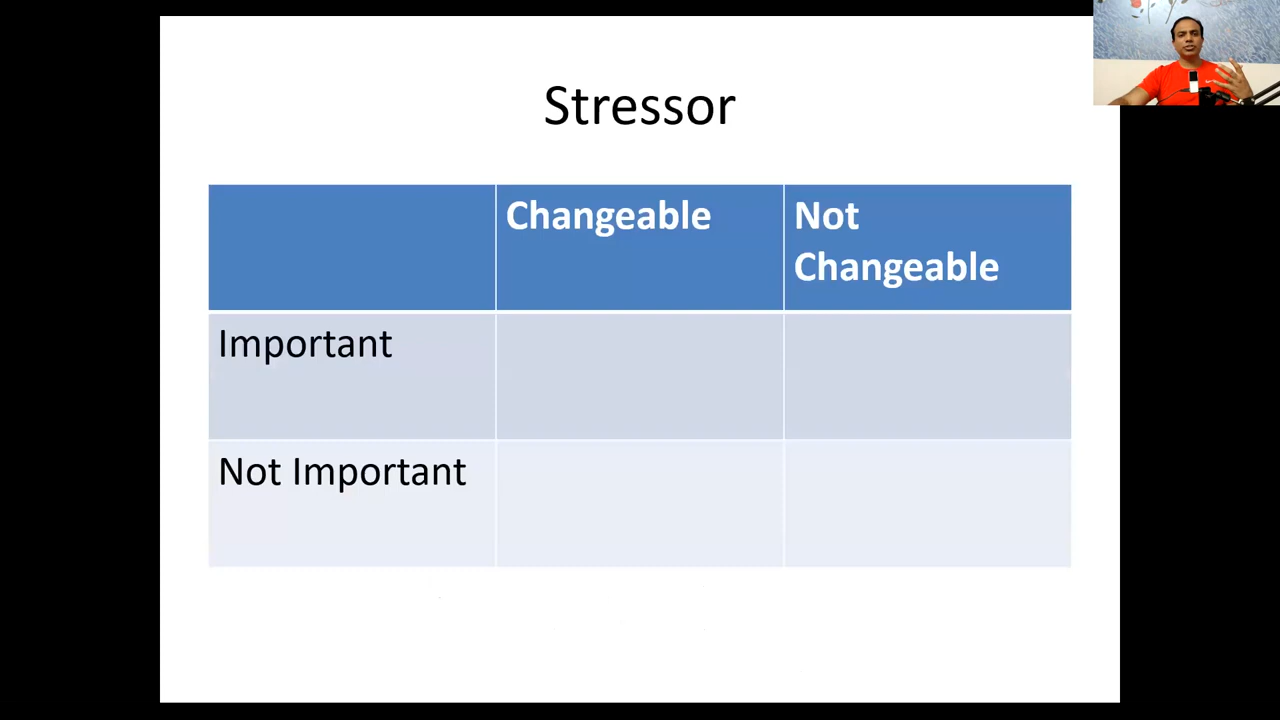 Stressor
Changeable
Not
Changeable
Important
Not Important